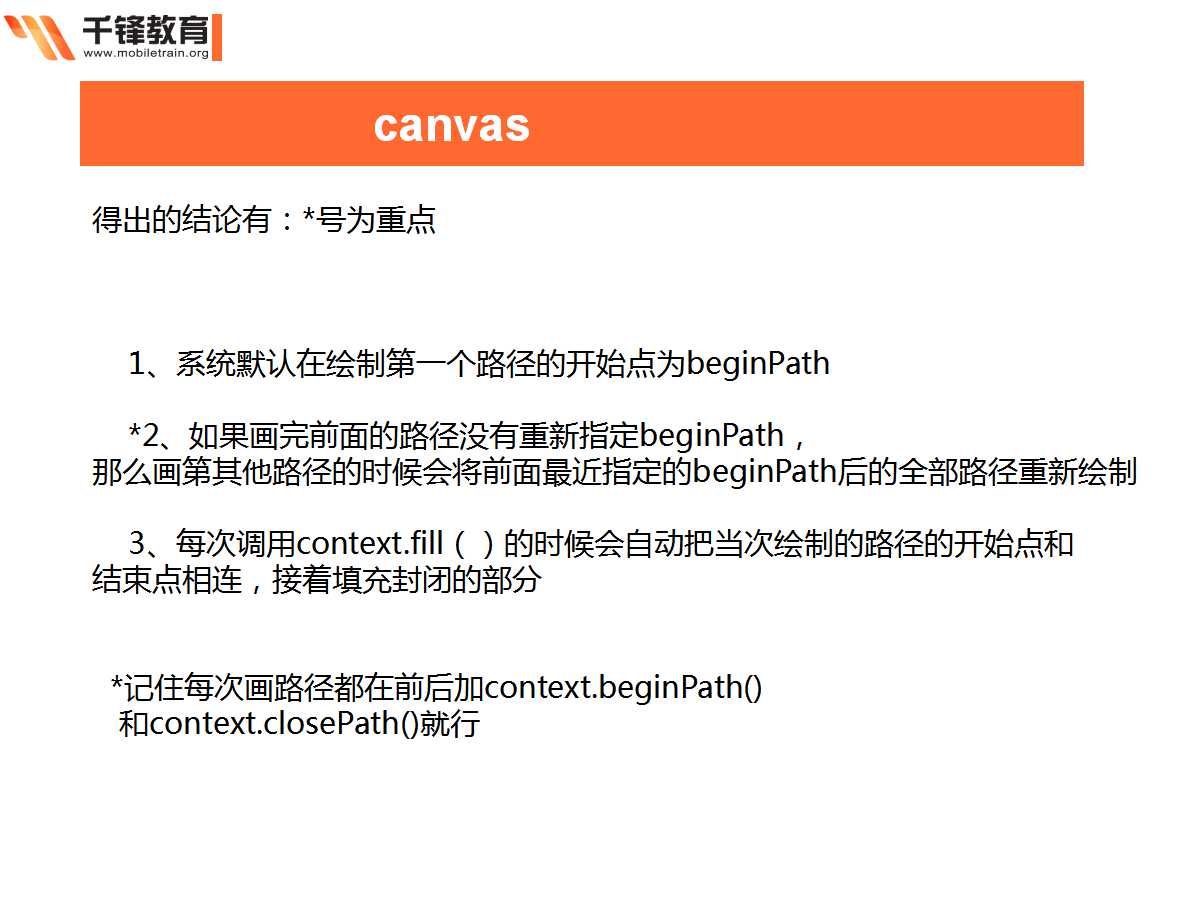 千锋教育
www.mobiletrain.org
canvas
得出的结论有：*号为重点
1、系统默认在绘制第一个路径的开始点为beginPath
*2、如果画完前面的路径没有重新指定beginPath，
那么画第其他路径的时候会将前面最近指定的beginPath后的全部路径重新绘制
3、每次调用context.fill（ ）的时候会自动把当次绘制的路径的开始点和
结束点相连，接着填充封闭的部分
*记住每次画路径都在前后加context.beginPath()
和context.closePath()就行